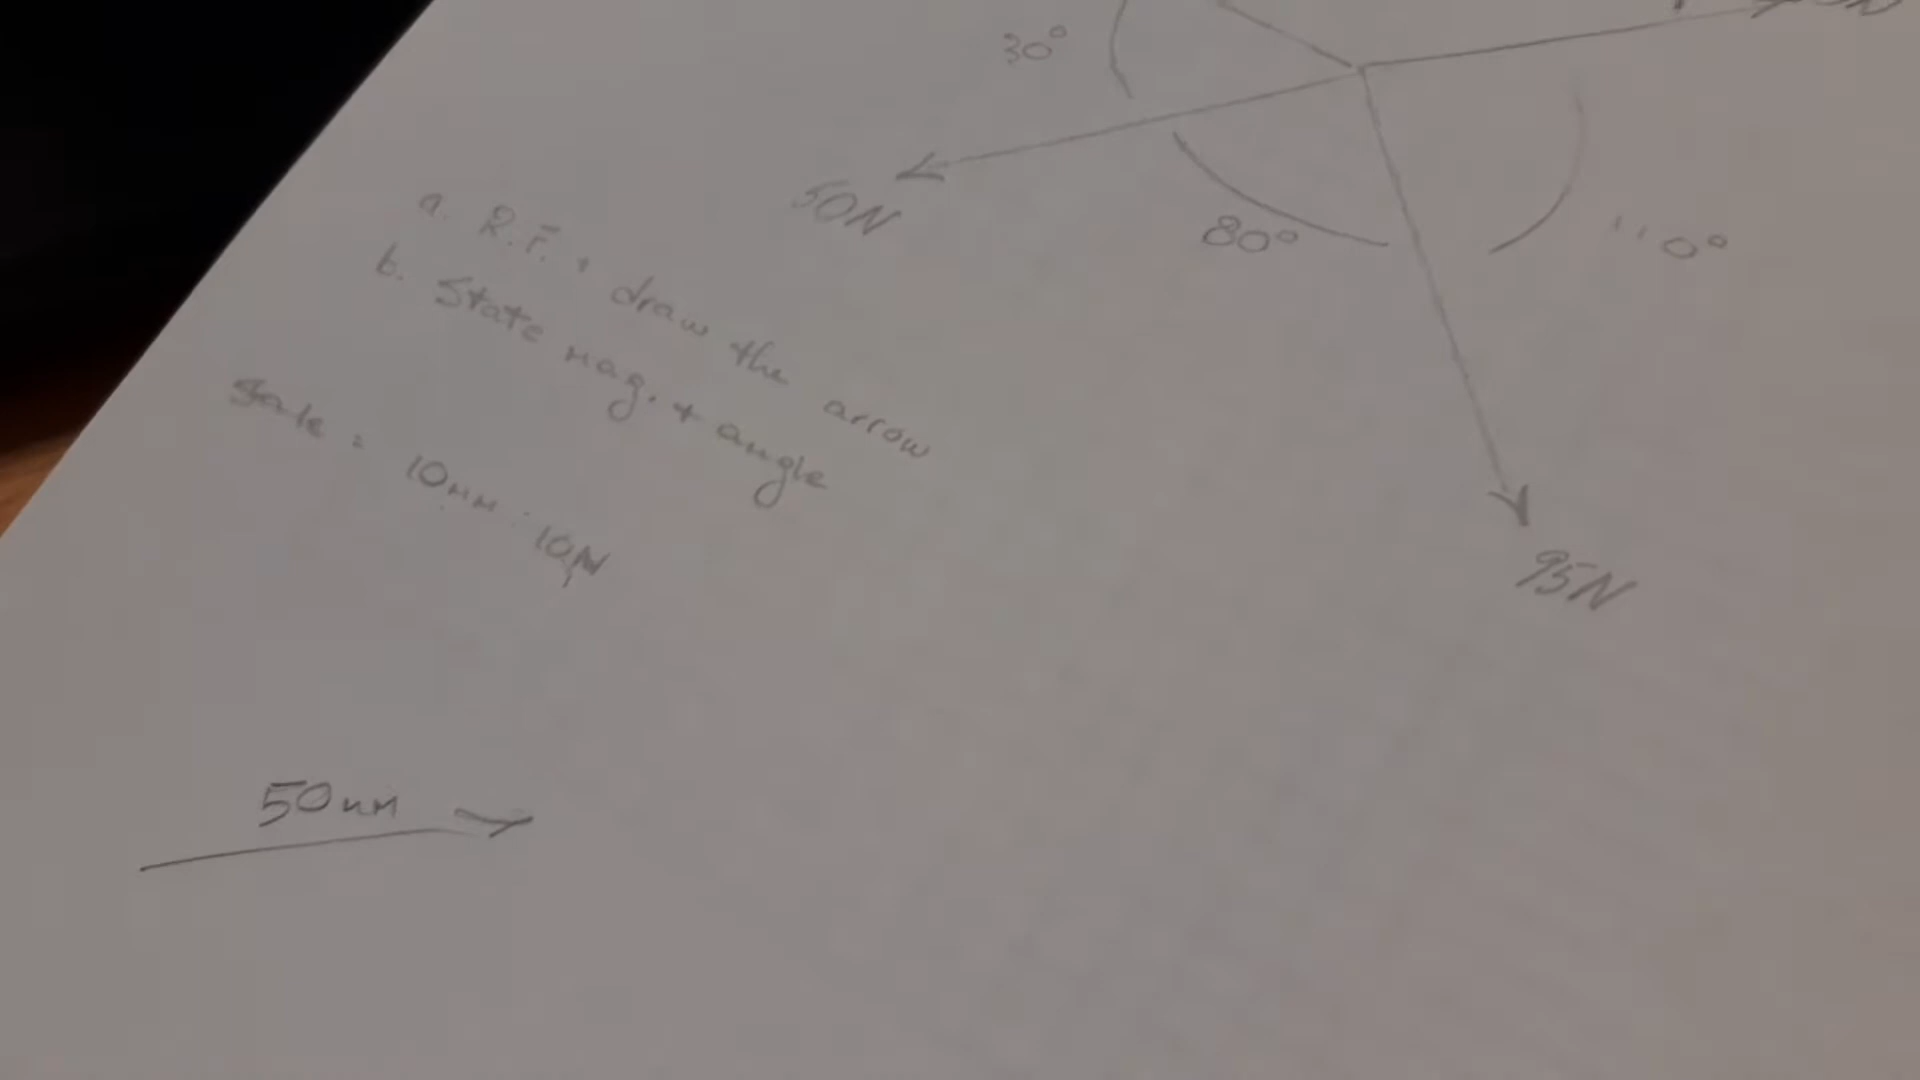 30°
50N
80°
110°
95N
a. R.F. + draw the arrow
b. State mag. + angle
Scale = 10mm : 10N
50mm